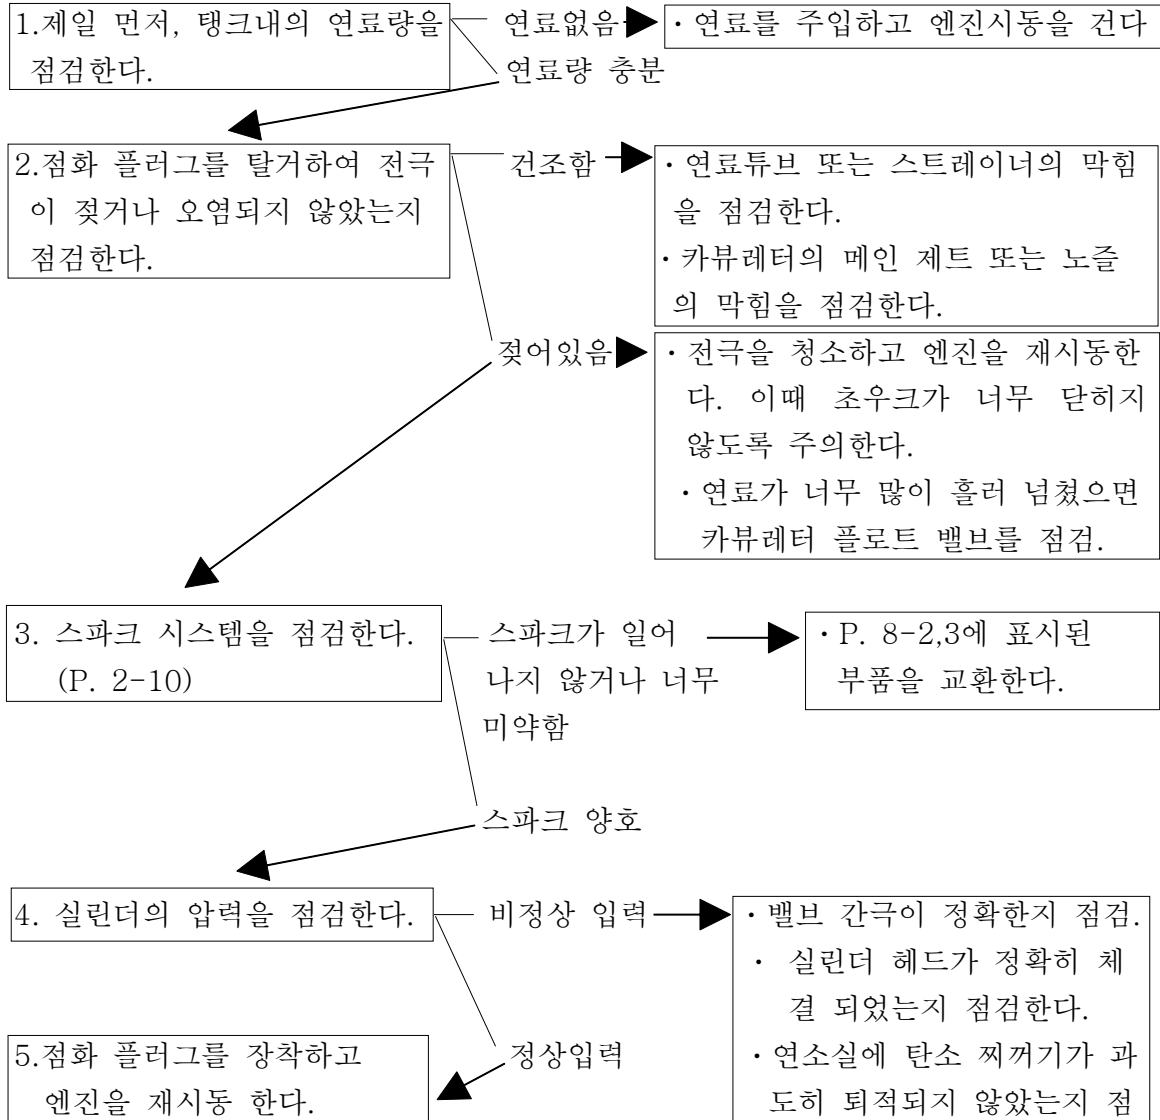 1.제일 먼저, 탱크내의 연료량을
점검한다.
연료없음
· 연료를 주입하고 엔진시동을 건다
연료량 충분
2.점화 플러그를 탈거하여 전극
이 젖거나 오염되지 않았는지
점검한다.
건조함
· 연료튜브 또는 스트레이너의 막힘
을 점검한다.
· 카뷰레터의 메인 제트 또는 노즐
의 막힘을 점검한다.
젖어있음
· 전극을 청소하고 엔진을 재시동한
다. 이때 초우크가 너무 닫히지
않도록 주의한다.
· 연료가 너무 많이 흘러 넘쳤으면
카뷰레터 플로트 밸브를 점검.
3. 스파크 시스템을 점검한다.
(P. 2-10)
스파크가 일어
나지 않거나 너무
미약함
· P. 8-2,3에 표시된
부품을 교환한다.
스파크 양호
4. 실린더의 압력을 점검한다.
비정상 입력
· 밸브 간극이 정확한지 점검.
· 실린더 헤드가 정확히 체
결 되었는지 점검한다.
· 연소실에 탄소 찌꺼기가 과
도히 퇴적되지 않았는지 점
정상입력
5.점화 플러그를 장착하고
엔진을 재시동 한다.